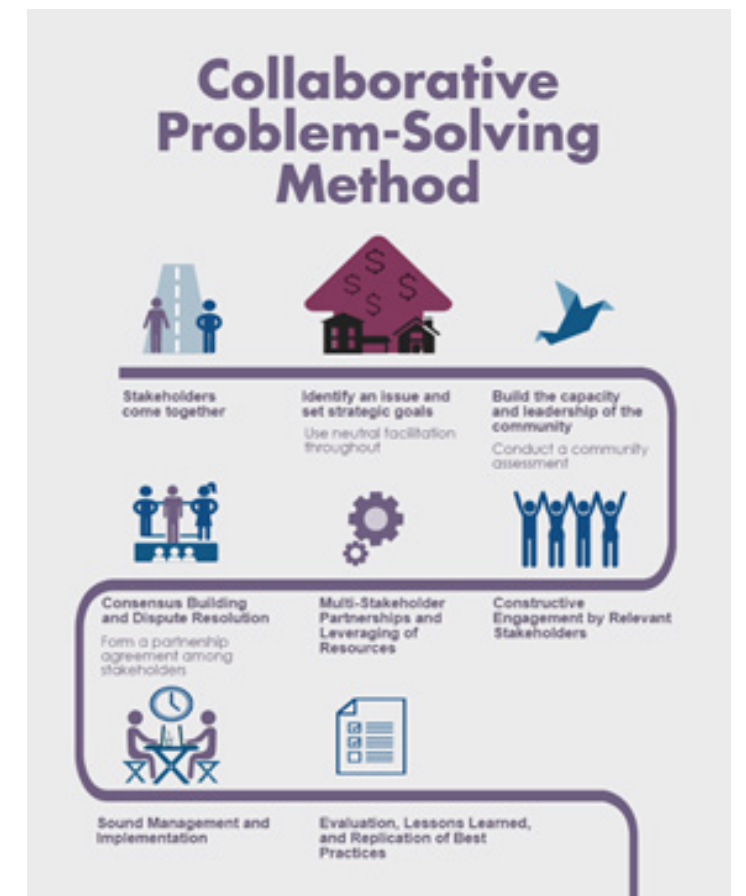 Collaborative
Problem-Solving
Method
$
$
$
$
Stakeholders
come together
Identify an issue and
set strategic goals
Use neutral facilitation
throughout
Build the capacity
and leadership of the
community
Conduct a community
assessment
Consensus Building
and Dispute Resolution
Form a partnership
agreement among
stakeholders
Multi-Stakeholder
Partnerships and
Leveraging of
Resources
Constructive
Engagement by Relevant
Stakeholders
Sound Management and
Implementation
Evaluation, Lessons Learned,
and Replication of Best
Practices